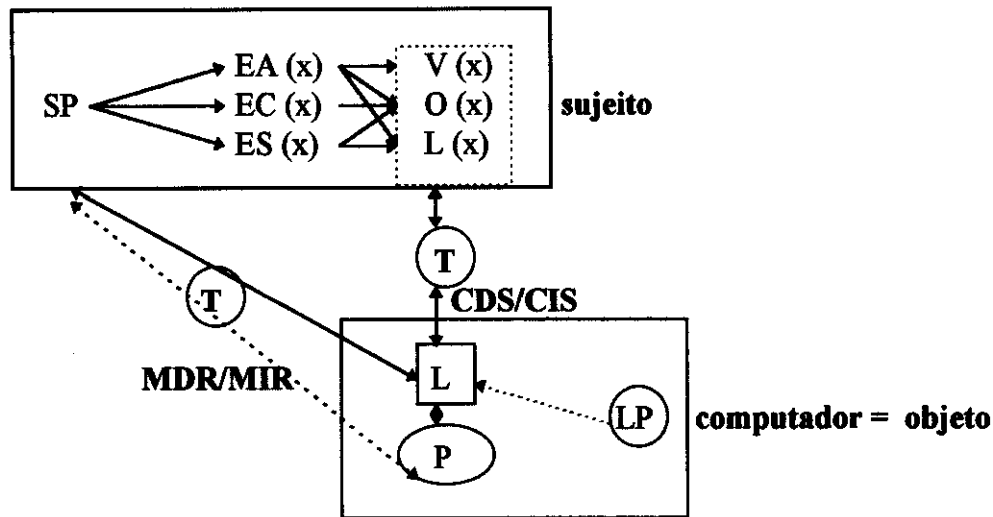 EA (x) V (x)
SP EC (x) O (x) sujeito
ES (x) L (x)
T
T
CDS/CIS
MDR/MIR L
LP computador = objeto
P